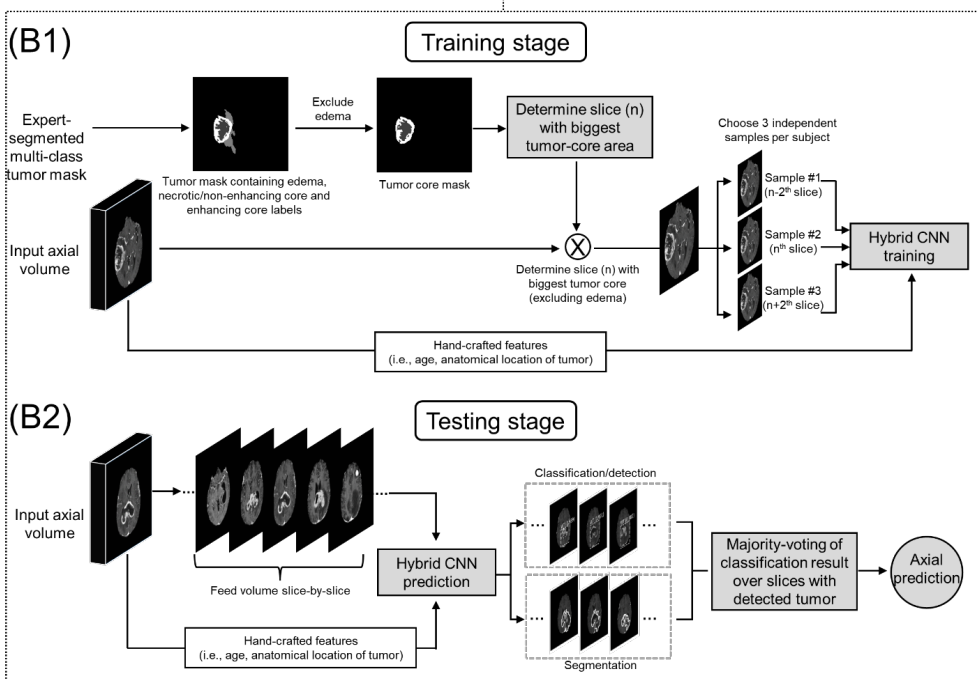 (B1)
Training stage
Expert-
segmented
multi-class
tumor mask
Exclude
edema
Tumor mask containing edema,
necrotic/non-enhancing core and
enhancing core labels
Tumor core mask
Determine slice (n)
with biggest
tumor-core area
Choose 3 independent
samples per subject
Input axial
volume
X
Determine slice (n) with
biggest tumor core
(excluding edema)
Sample #1
(n-2th slice)
Sample #2
(nth slice)
Sample #3
(n+2th slice)
Hybrid CNN
training
Hand-crafted features
(i.e., age, anatomical location of tumor)
(B2)
Testing stage
Input axial
volume
...
...
Feed volume slice-by-slice
Hand-crafted features
(i.e., age, anatomical location of tumor)
Hybrid CNN
prediction
Classification/detection
...
...
...
...
Segmentation
Majority-voting of
classification result
over slices with
detected tumor
Axial
prediction